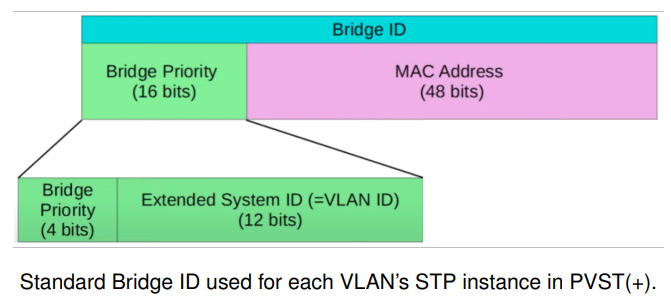 Bridge ID
Bridge Priority
(16 bits)
MAC Address
(48 bits)
Bridge
Priority
(4 bits)
Extended System ID (=VLAN ID)
(12 bits)
Standard Bridge ID used for each VLAN's STP instance in PVST(+).